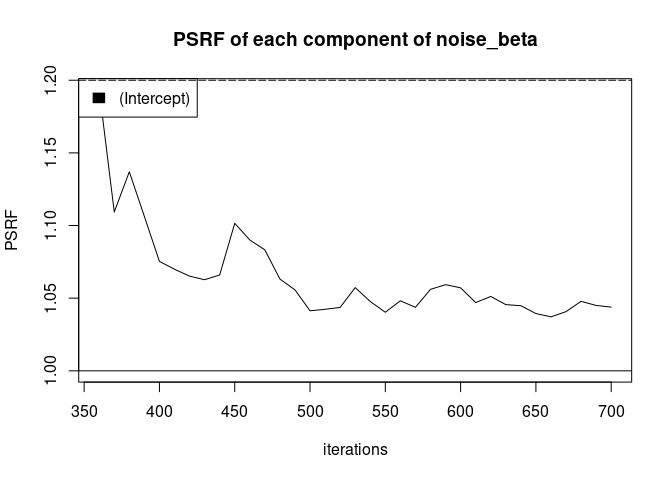 PSRF of each component of noise_beta
(Intercept)
PSRF
1.20
1.15
1.10
1.05
1.00
350 400 450 500 550 600 650 700
iterations